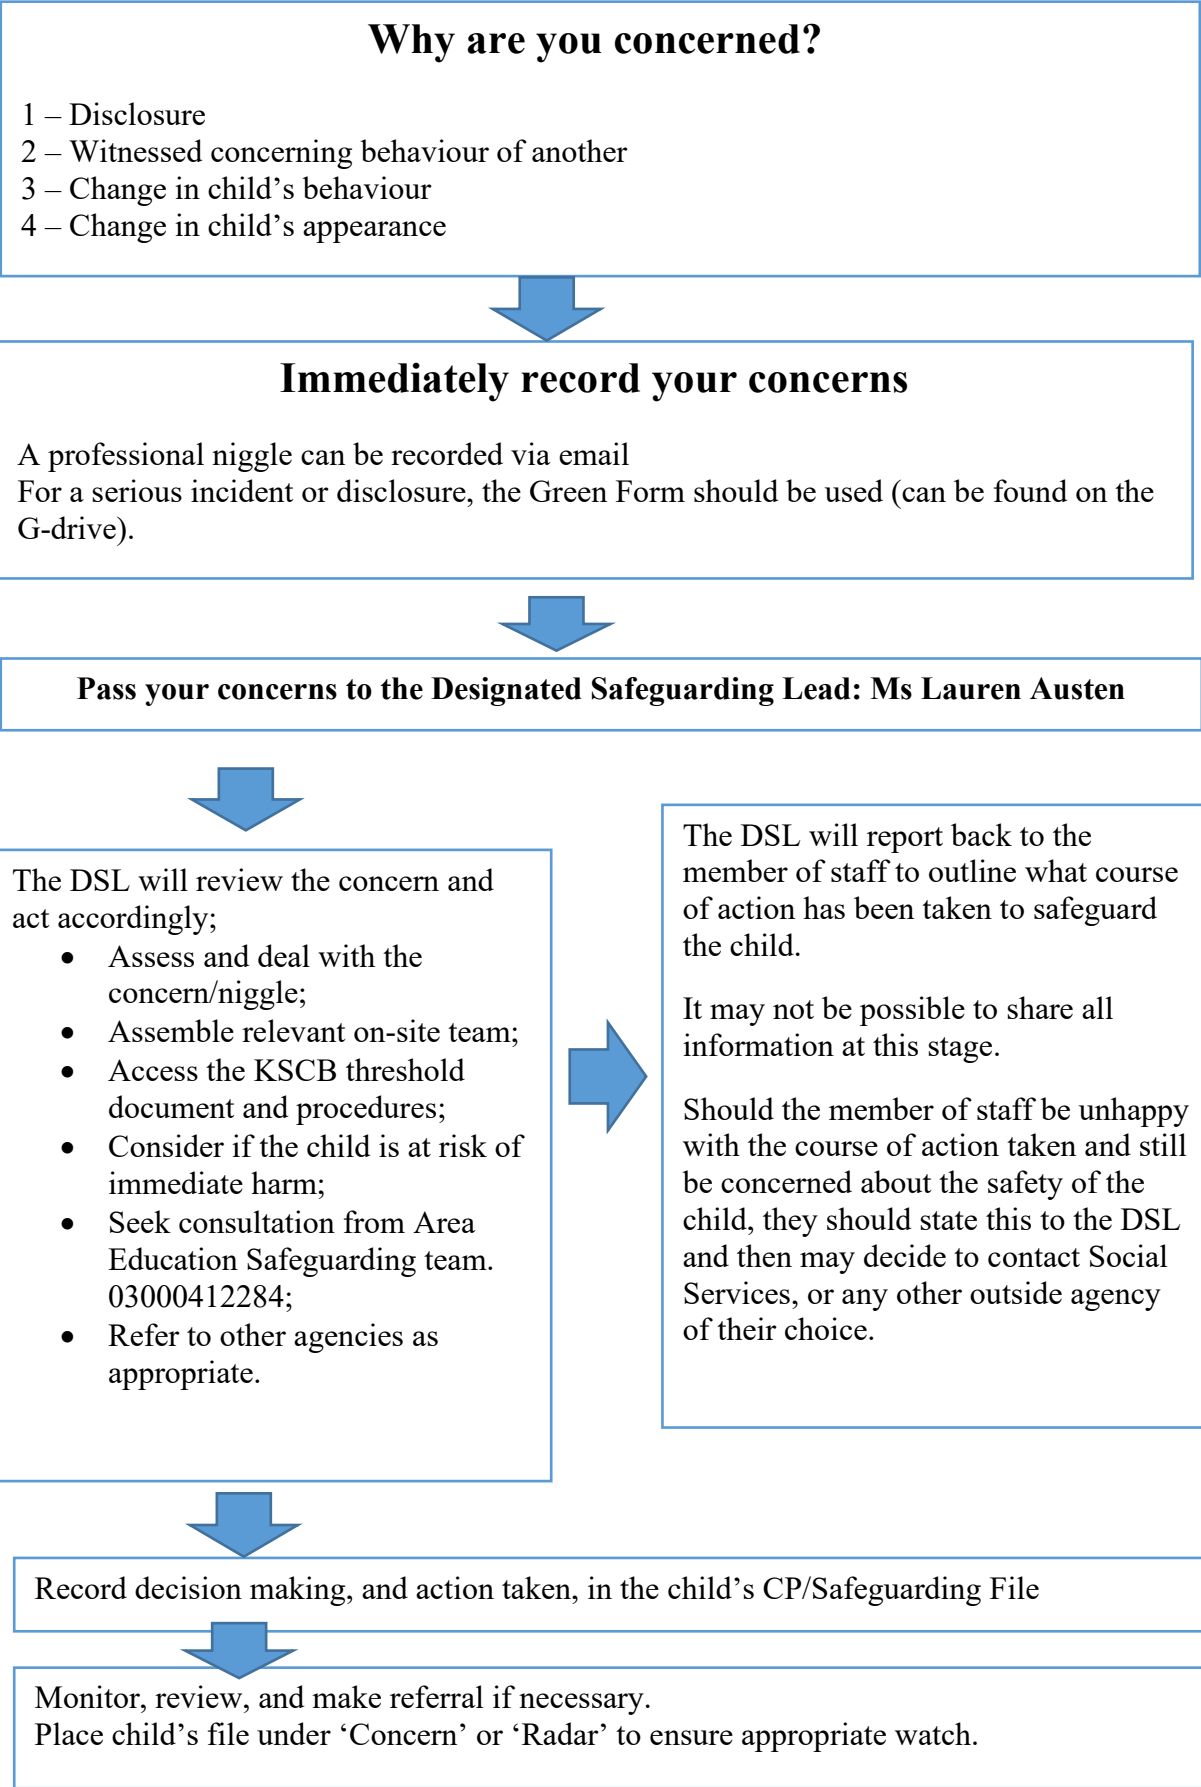 Why are you concerned?
1 – Disclosure
2 – Witnessed concerning behaviour of another
3 – Change in child’s behaviour
4 – Change in child’s appearance
Immediately record your concerns
A professional niggle can be recorded via email
For a serious incident or disclosure, the Green Form should be used (can be found on the
G-drive).
Pass your concerns to the Designated Safeguarding Lead: Ms Lauren Austen
The DSL will review the concern and
act accordingly;
• Assess and deal with the
concern/niggle;
• Assemble relevant on-site team;
• Access the KSCB threshold
document and procedures;
• Consider if the child is at risk of
immediate harm;
• Seek consultation from Area
Education Safeguarding team.
03000412284;
• Refer to other agencies as
appropriate.
The DSL will report back to the
member of staff to outline what course
of action has been taken to safeguard
the child.
It may not be possible to share all
information at this stage.
Should the member of staff be unhappy
with the course of action taken and still
be concerned about the safety of the
child, they should state this to the DSL
and then may decide to contact Social
Services, or any other outside agency
of their choice.
Record decision making, and action taken, in the child’s CP/Safeguarding File
Monitor, review, and make referral if necessary.
Place child’s file under ‘Concern’ or ‘Radar’ to ensure appropriate watch.